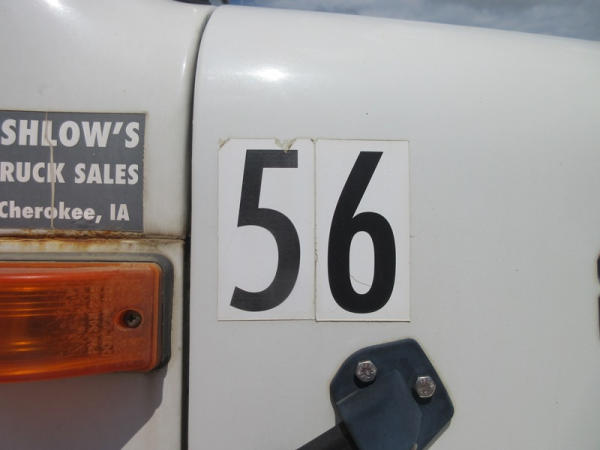 SHLOW'S
RUCK SALES
Cherokee, IA
56